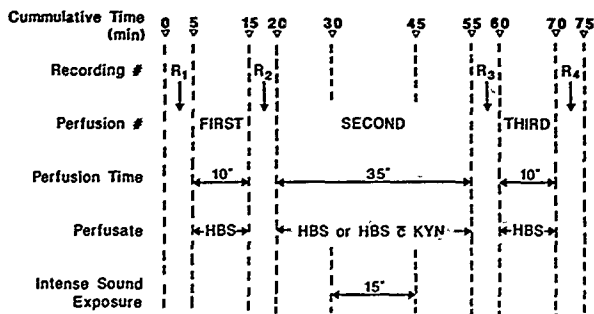 Cummulative Time 0 5 15 20 30 45 55 60 70 75
(min)
Recording # R1 R2 R3 R4
Perfusion # FIRST SECOND THIRD
Perfusion Time 10" 35" 10"
Perfusate HBS HBS or HBS c̄ KYN HBS
Intense Sound 15"
Exposure